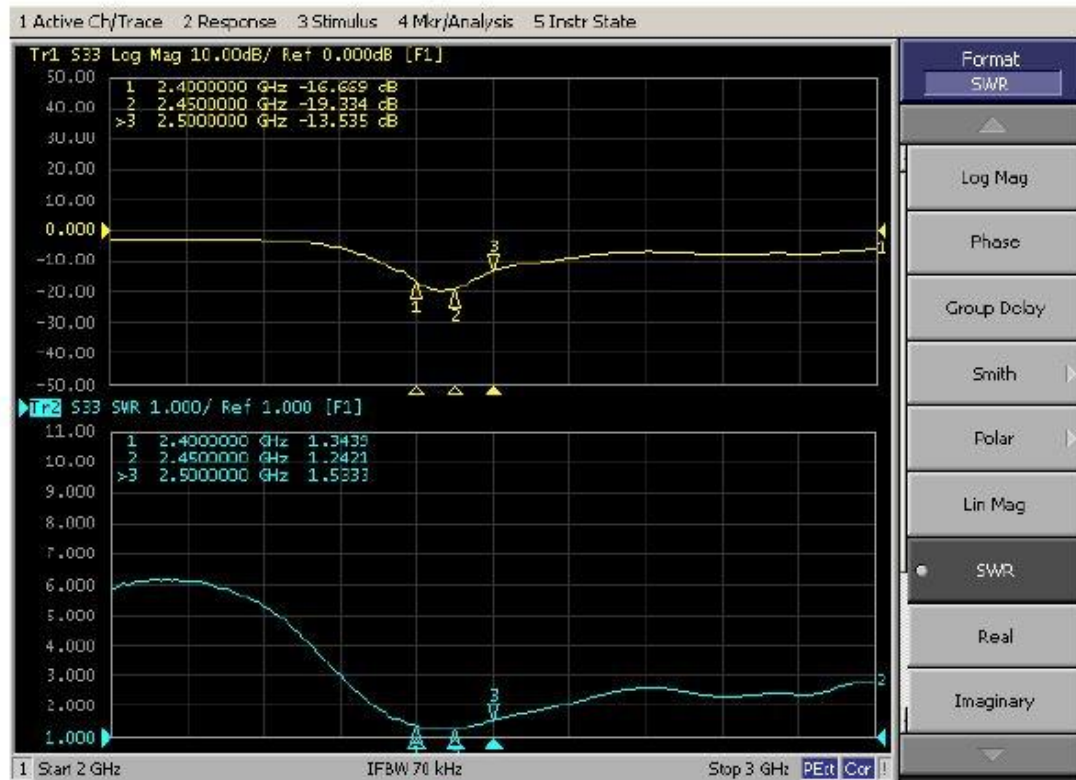 1 Active Ch/Trace 2 Response 3 Stimulus 4 Mkr/Analysis 5 Instr State
Tr1 S33 Log Mag 10.00dB/ Ref 0.000dB [F1]
50.00
40.00
30.00
20.00
10.00
0.000
-10.00
-20.00
-30.00
-40.00
-50.00
1 2.4000000 GHz -16.669 dB
2 2.4500000 GHz -19.334 dB
>3 2.5000000 GHz -13.535 dB
1
2
3
1
Tr2 S33 SWR 1.000/ Ref 1.000 [F1]
11.00
10.00
9.000
8.000
7.000
6.000
5.000
4.000
3.000
2.000
1.000
1 2.4000000 GHz 1.3439
2 2.4500000 GHz 1.2421
>3 2.5000000 GHz 1.5333
3
2
1 Start 2 GHz IFBW 70 kHz Stop 3 GHz PExt Cor !
Format
SWR
Log Mag
Phase
Group Delay
Smith
Polar
Lin Mag
SWR
Real
Imaginary